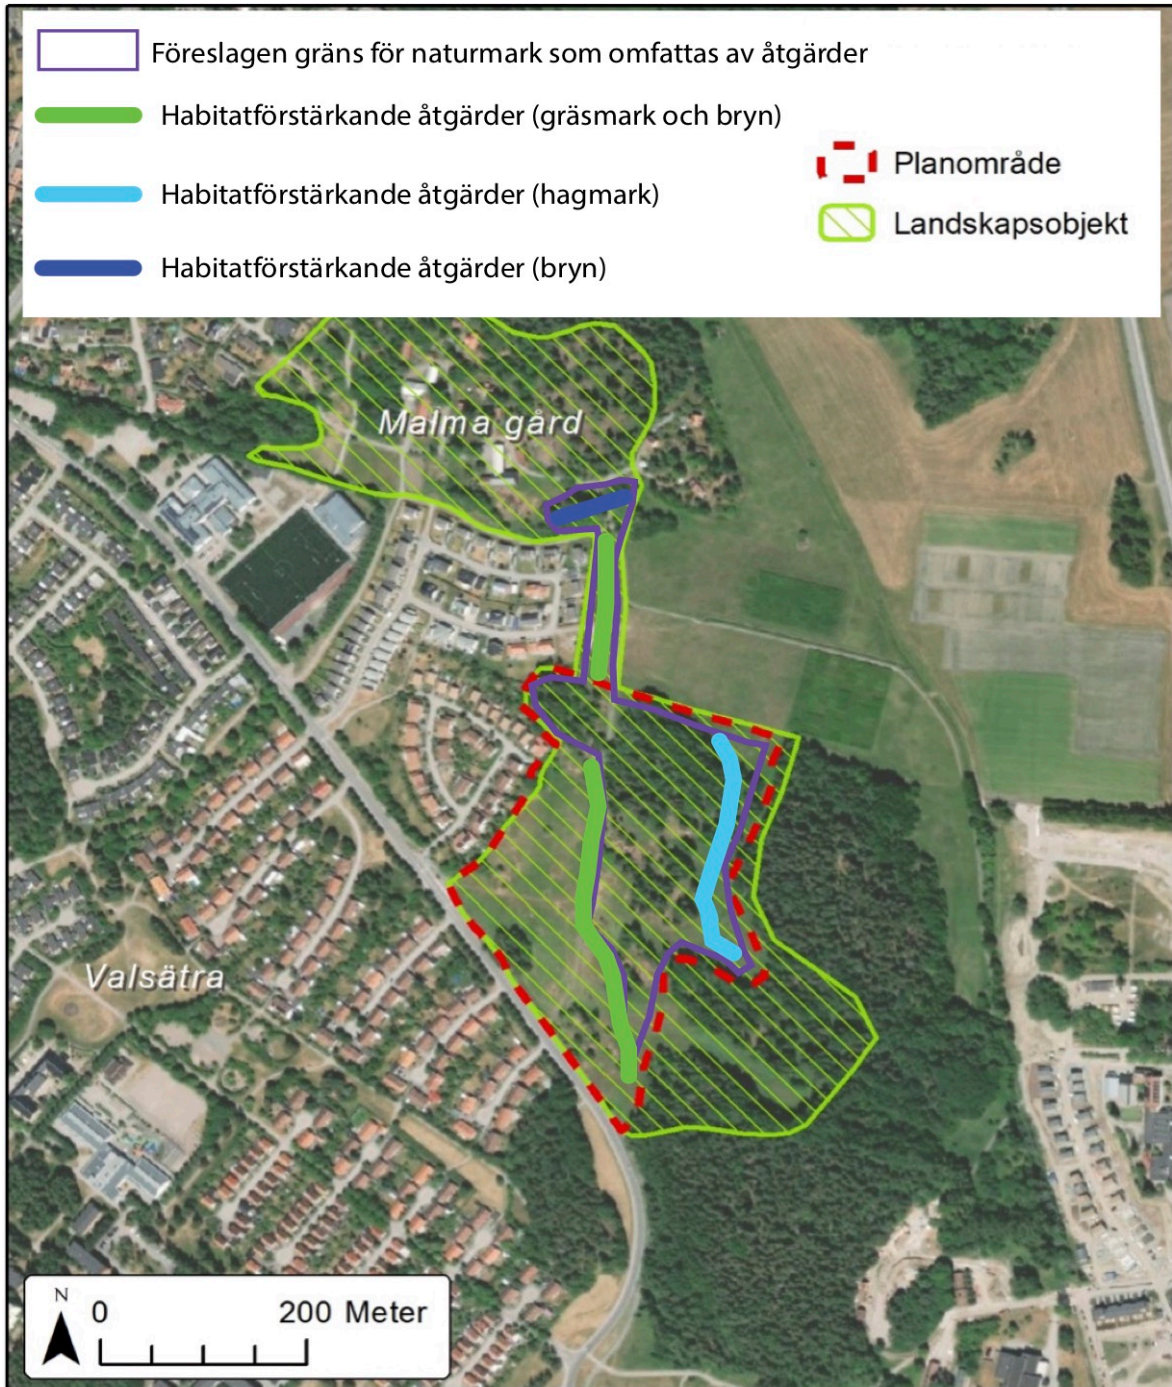 Föreslagen gräns för naturmark som omfattas av åtgärder
Habitatförstärkande åtgärder (gräsmark och bryn)
Habitatförstärkande åtgärder (hagmark)
Habitatförstärkande åtgärder (bryn)
Planområde
Landskapsobjekt
Malma gård
Valsätra
N
0 200 Meter